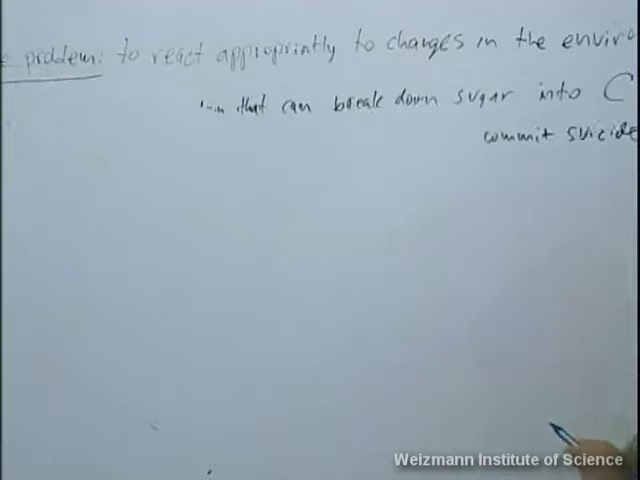 problem: to react appropriatly to changes in the enviro
that can break down sugar into C
commit suicide
Weizmann Institute of Science